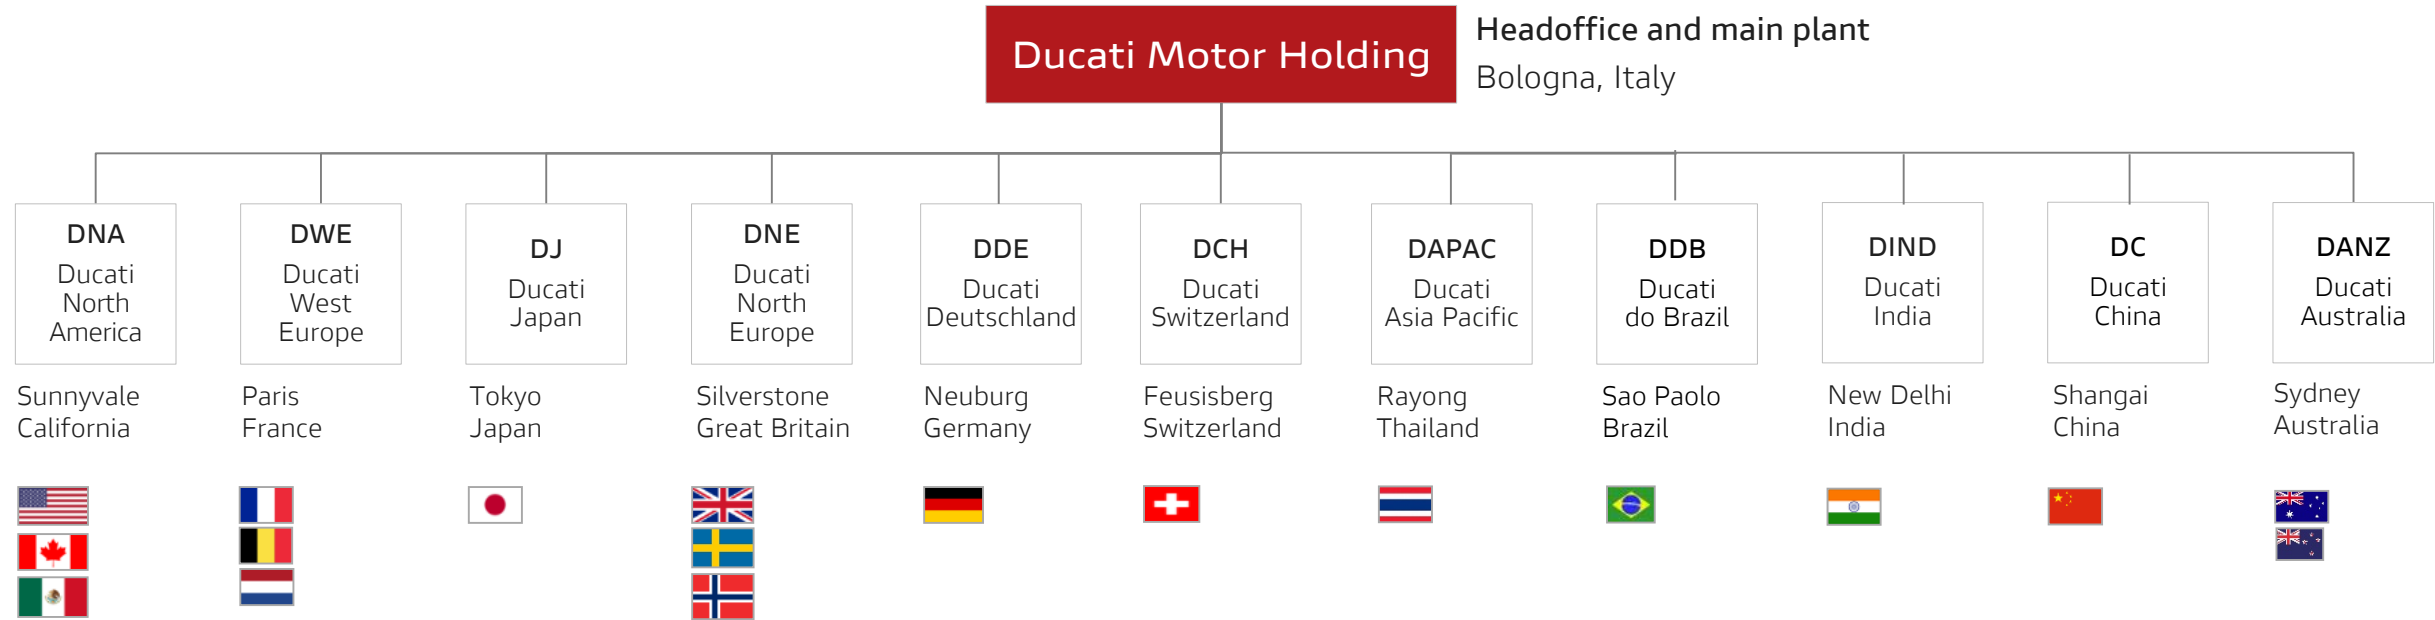 Ducati Motor Holding
Headoffice and main plant
Bologna, Italy
DNA
Ducati
North
America
Sunnyvale
California
DWE
Ducati
West
Europe
Paris
France
DJ
Ducati
Japan
Tokyo
Japan
DNE
Ducati
North
Europe
Silverstone
Great Britain
DDE
Ducati
Deutschland
Neuburg
Germany
DCH
Ducati
Switzerland
Feusisberg
Switzerland
DAPAC
Ducati
Asia Pacific
Rayong
Thailand
DDB
Ducati
do Brazil
Sao Paolo
Brazil
DIND
Ducati
India
New Delhi
India
DC
Ducati
China
Shangai
China
DANZ
Ducati
Australia
Sydney
Australia